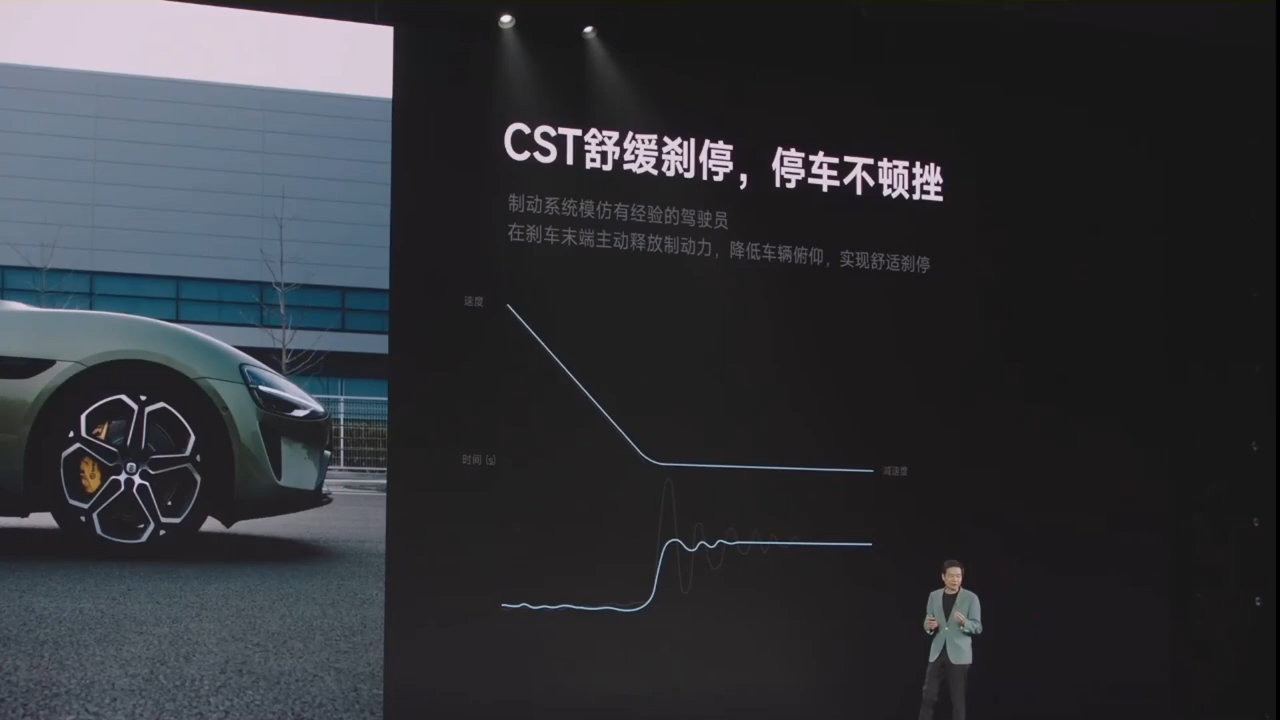 CST舒缓刹停，停车不顿挫
制动系统模仿有经验的驾驶员
在刹车末端主动释放制动力，降低车辆俯仰，实现舒适刹停
速度
时间 (s)
减速度